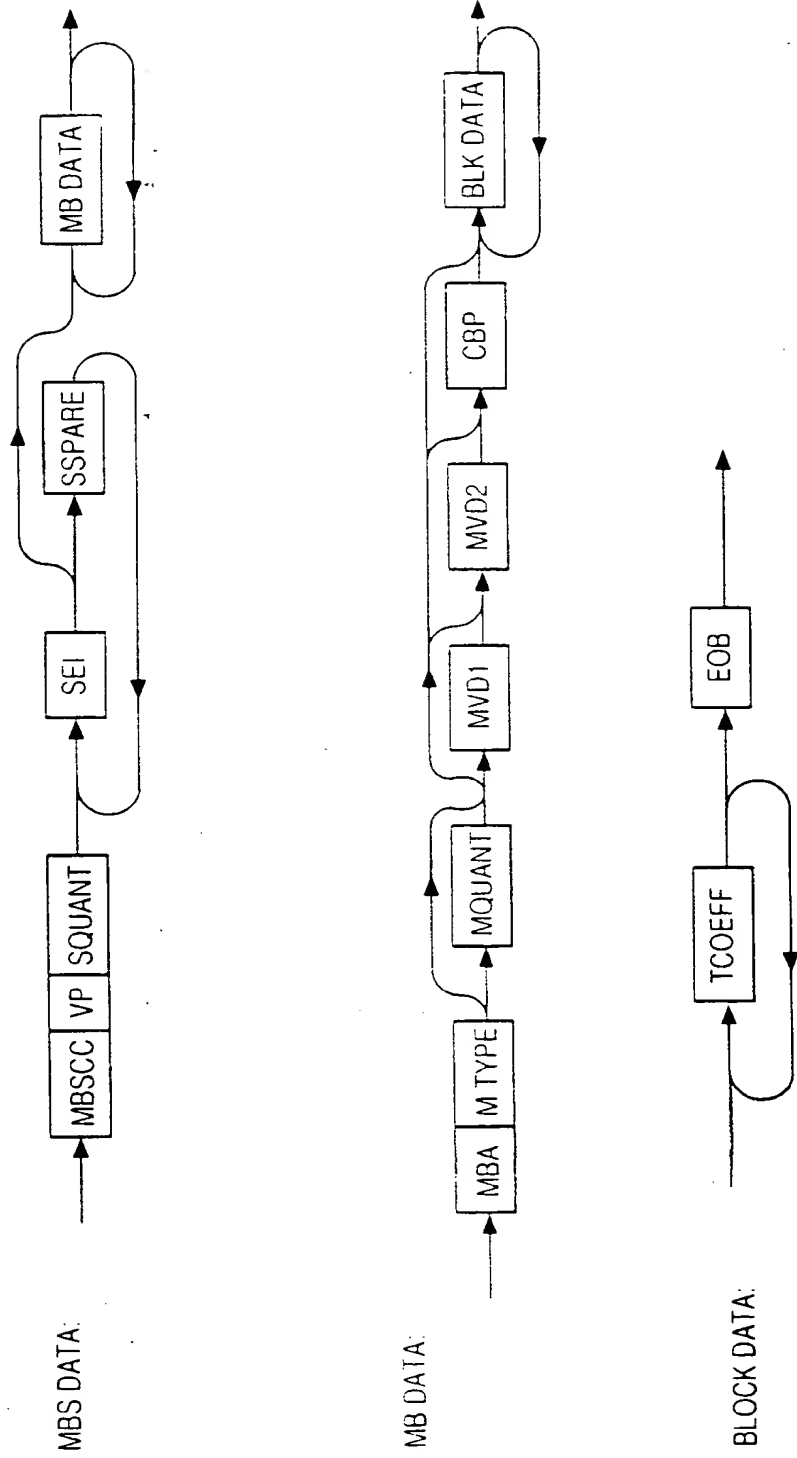 MBS DATA:
MBSCC VP SQUANT
SEI
SSPARE
MB DATA
MB DATA:
MBA M TYPE
MQUANT
MVD1
MVD2
CBP
BLK DATA
BLOCK DATA:
TCOEFF
EOB